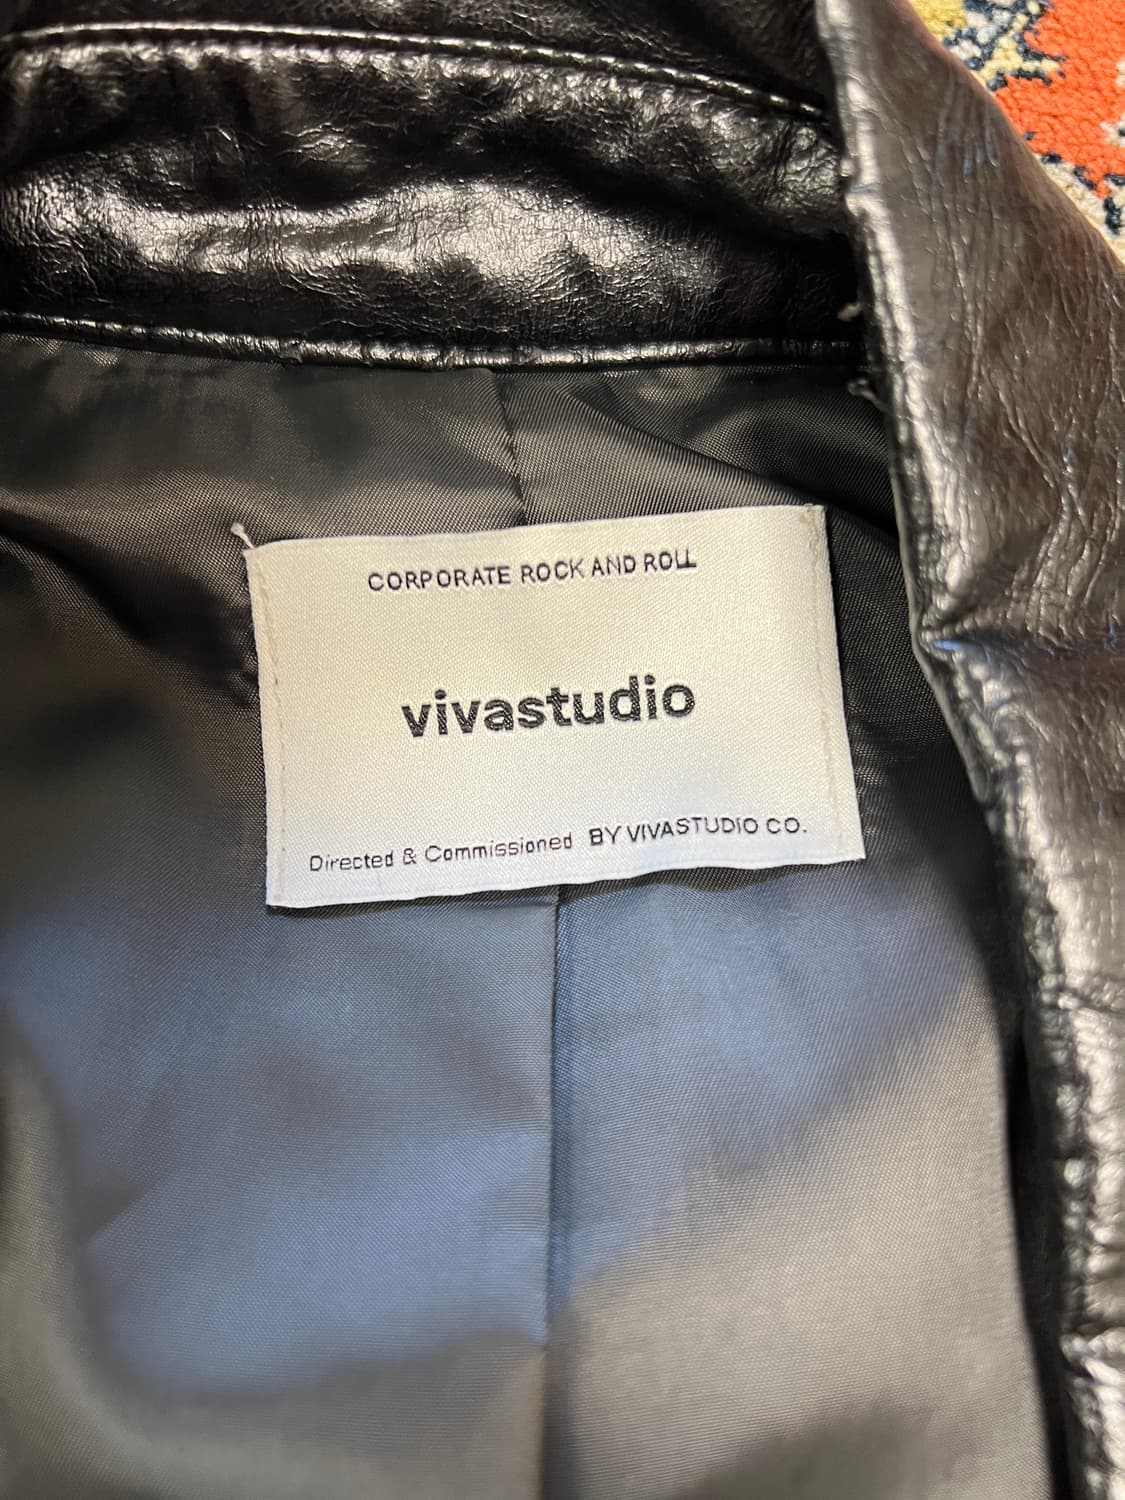 CORPORATE ROCK AND ROLL
vivastudio
Directed & Commissioned BY VIVASTUDIO CO.